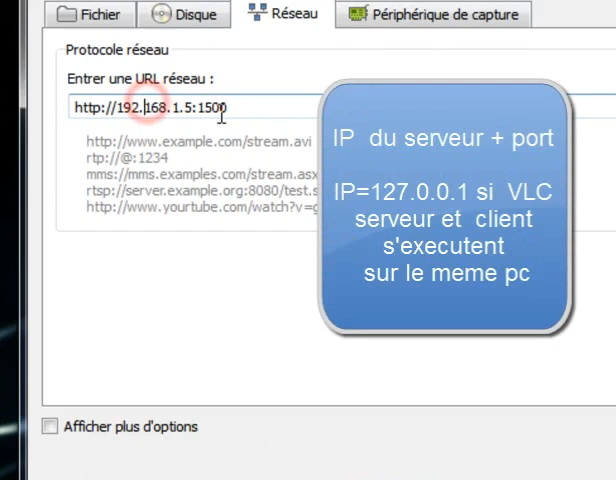 Fichier Disque Réseau Périphérique de capture
Protocole réseau
Entrer une URL réseau :
http://192.168.1.5:1500
http://www.example.com/stream.avi
rtp://@:1234
mms://mms.examples.com/stream.asx
rtsp://server.example.org:8080/test.s
http://www.yourtube.com/watch?v=g
IP du serveur + port
IP=127.0.0.1 si VLC
serveur et client
s'executent
sur le meme pc
Afficher plus d'options